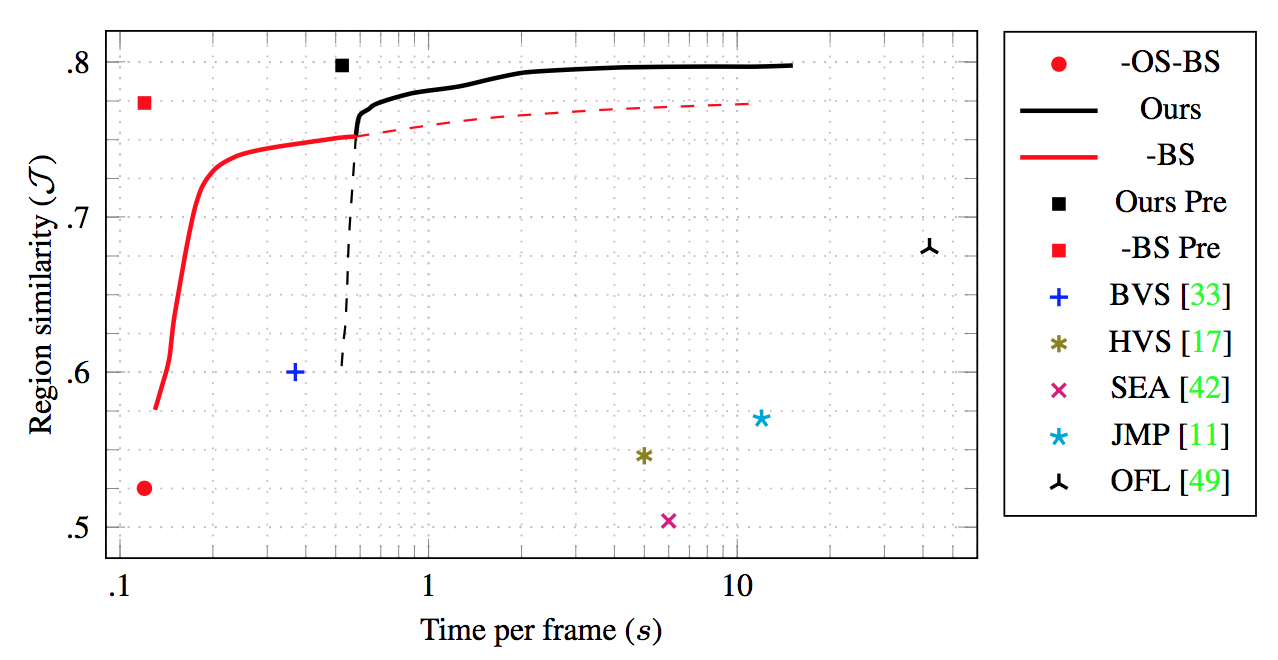 Region similarity (𝒥)
.8
.7
.6
.5
.1
1
10
Time per frame (s)
-OS-BS
Ours
-BS
Ours Pre
-BS Pre
BVS [33]
HVS [17]
SEA [42]
JMP [11]
OFL [49]